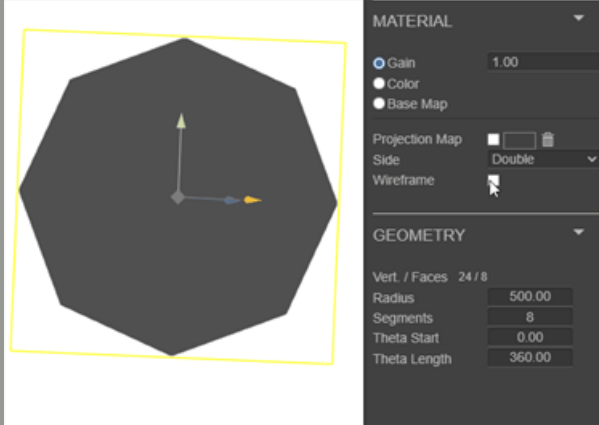 MATERIAL
Gain 1.00
Color
Base Map
Projection Map
Side Double
Wireframe
GEOMETRY
Vert. / Faces 24 / 8
Radius 500.00
Segments 8
Theta Start 0.00
Theta Length 360.00